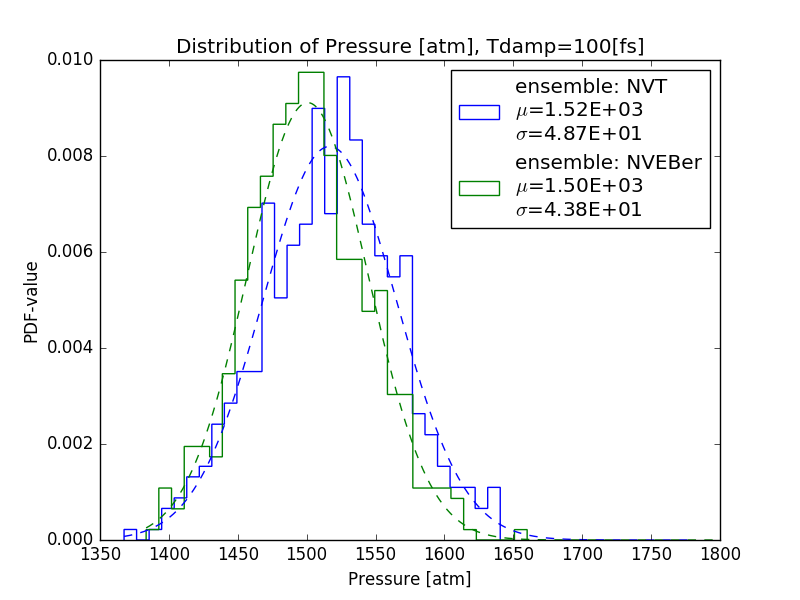 Distribution of Pressure [atm], Tdamp=100[fs]
ensemble: NVT
μ=1.52E+03
σ=4.87E+01
ensemble: NVEBer
μ=1.50E+03
σ=4.38E+01
PDF-value
0.010
0.008
0.006
0.004
0.002
0.000
1350 1400 1450 1500 1550 1600 1650 1700 1750 1800
Pressure [atm]